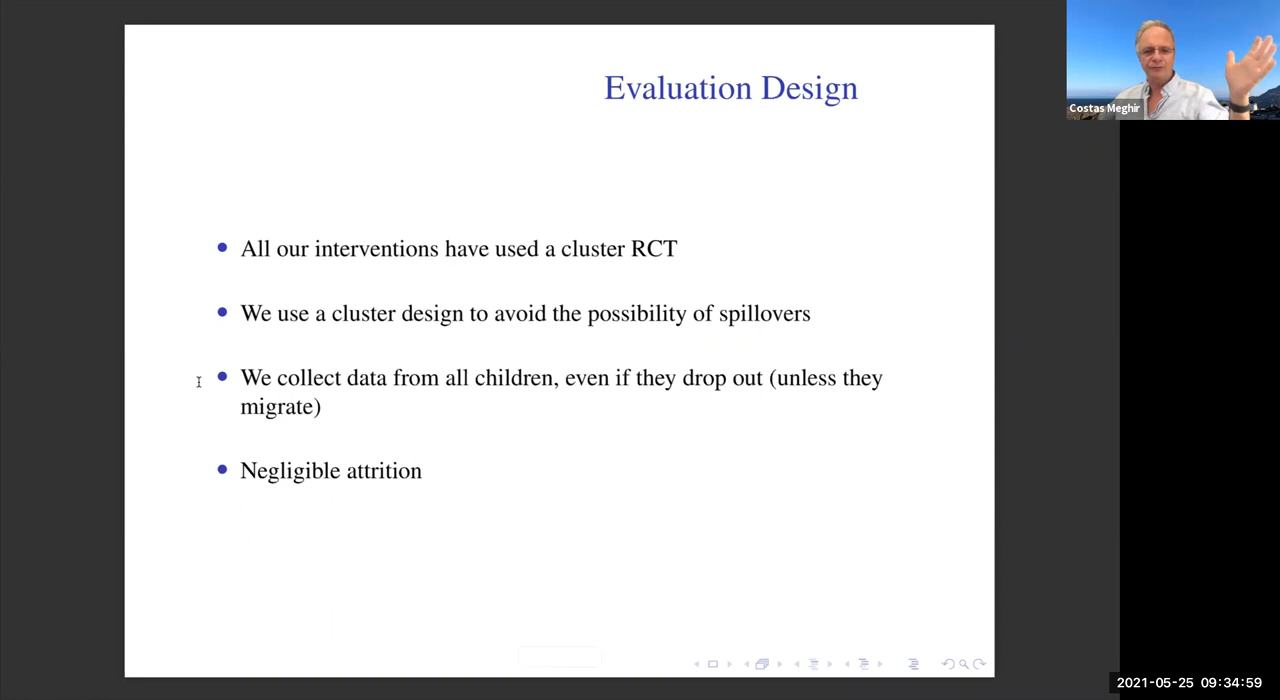 Evaluation Design
Costas Meghir
All our interventions have used a cluster RCT
We use a cluster design to avoid the possibility of spillovers
We collect data from all children, even if they drop out (unless they
migrate)
Negligible attrition
2021-05-25 09:34:59